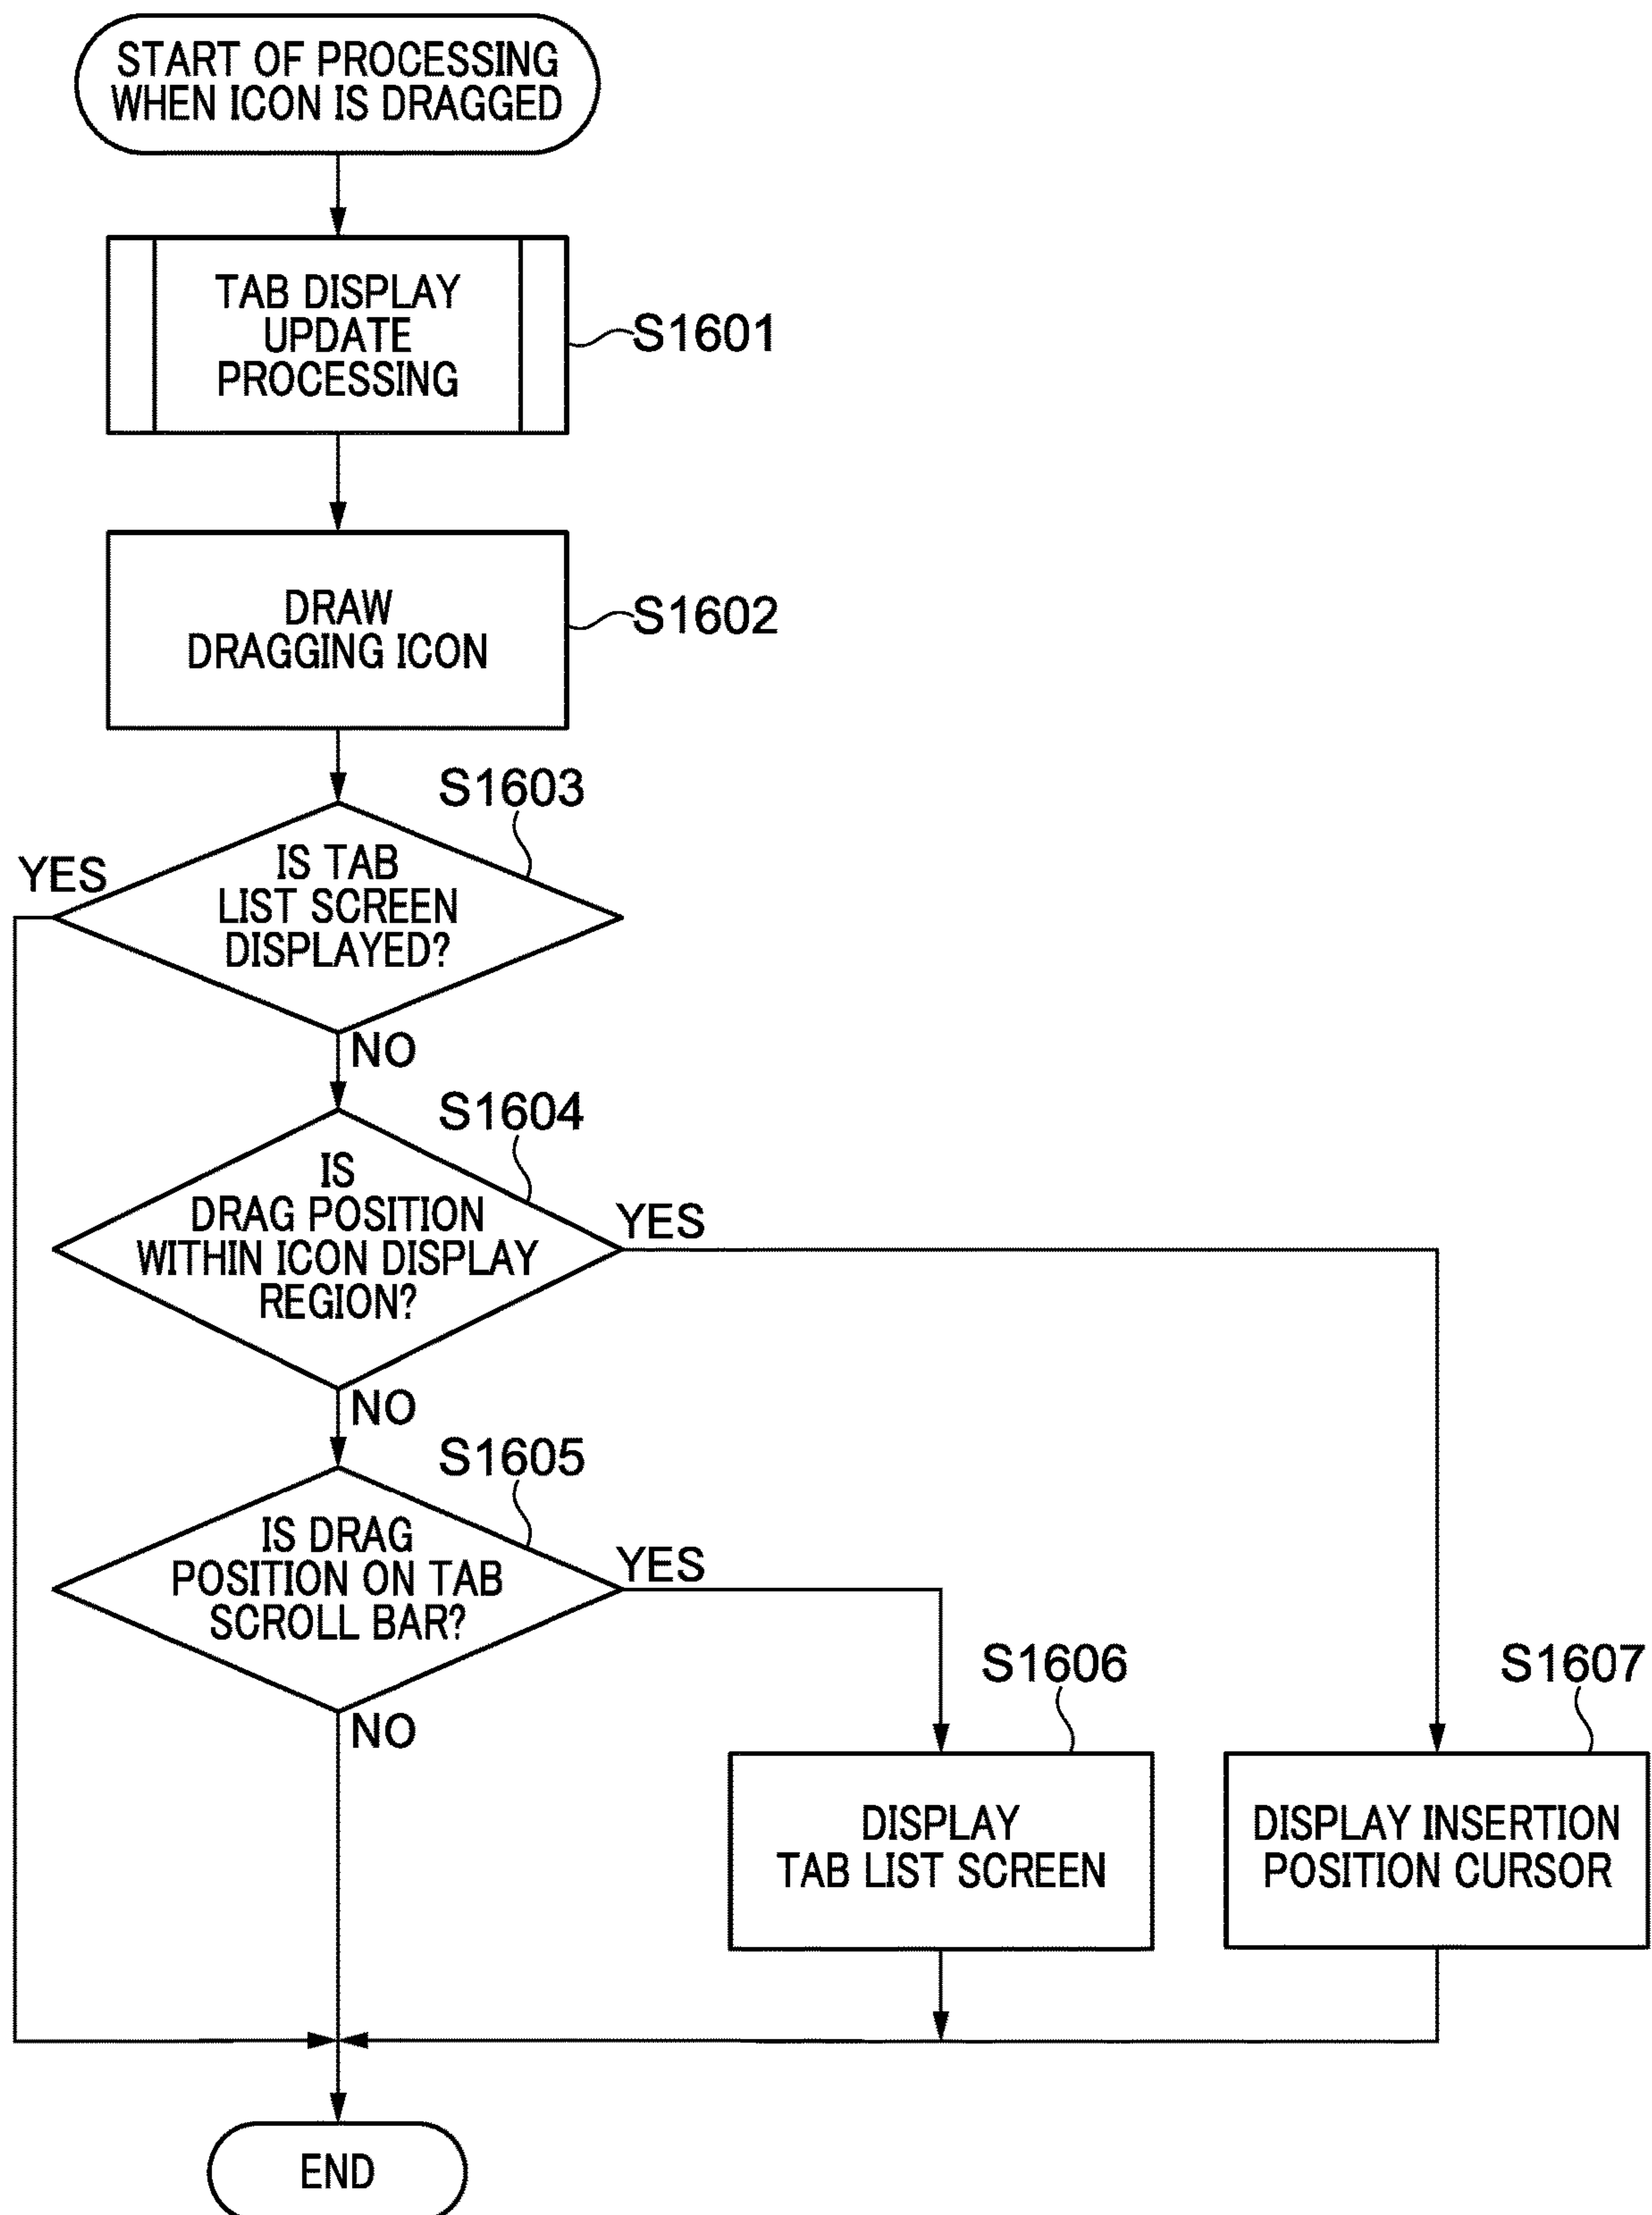 START OF PROCESSING
WHEN ICON IS DRAGGED
TAB DISPLAY
UPDATE
PROCESSING
S1601
DRAW
DRAGGING ICON
S1602
S1603
YES
IS TAB
LIST SCREEN
DISPLAYED?
NO
S1604
IS
DRAG POSITION
WITHIN ICON DISPLAY
REGION?
YES
NO
S1605
IS DRAG
POSITION ON TAB
SCROLL BAR?
YES
NO
S1606
DISPLAY
TAB LIST SCREEN
S1607
DISPLAY INSERTION
POSITION CURSOR
END